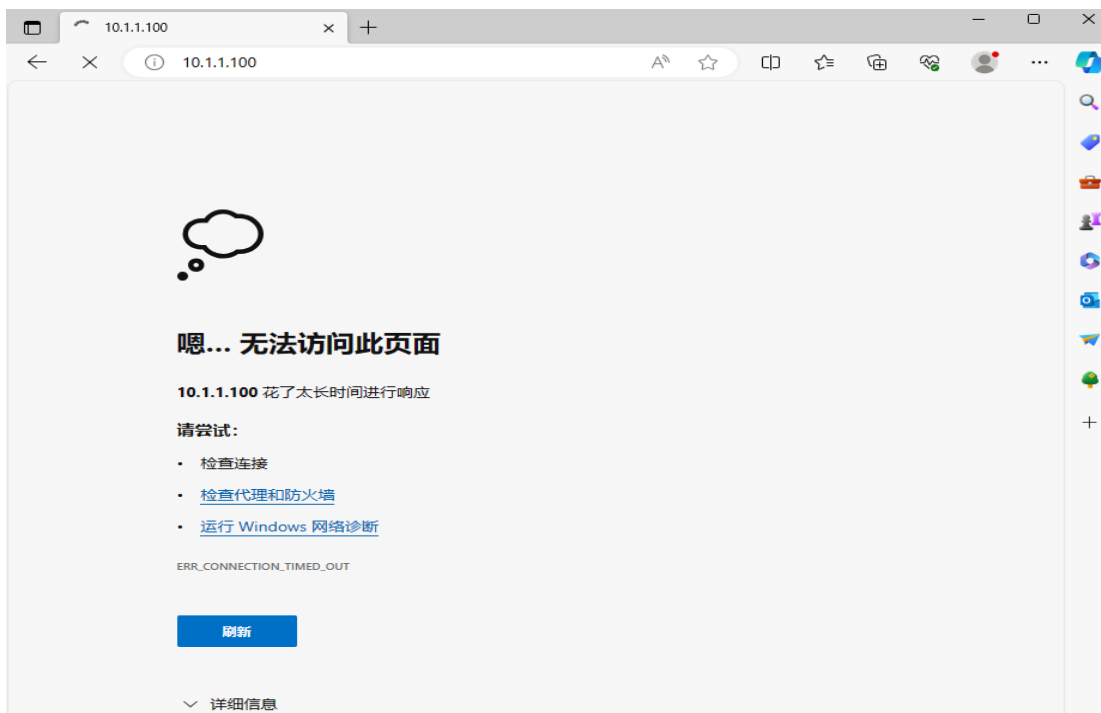 10.1.1.100
10.1.1.100
嗯… 无法访问此页面
10.1.1.100 花了太长时间进行响应
请尝试:
• 检查连接
• 检查代理和防火墙
• 运行 Windows 网络诊断
ERR_CONNECTION_TIMED_OUT
刷新
详细信息